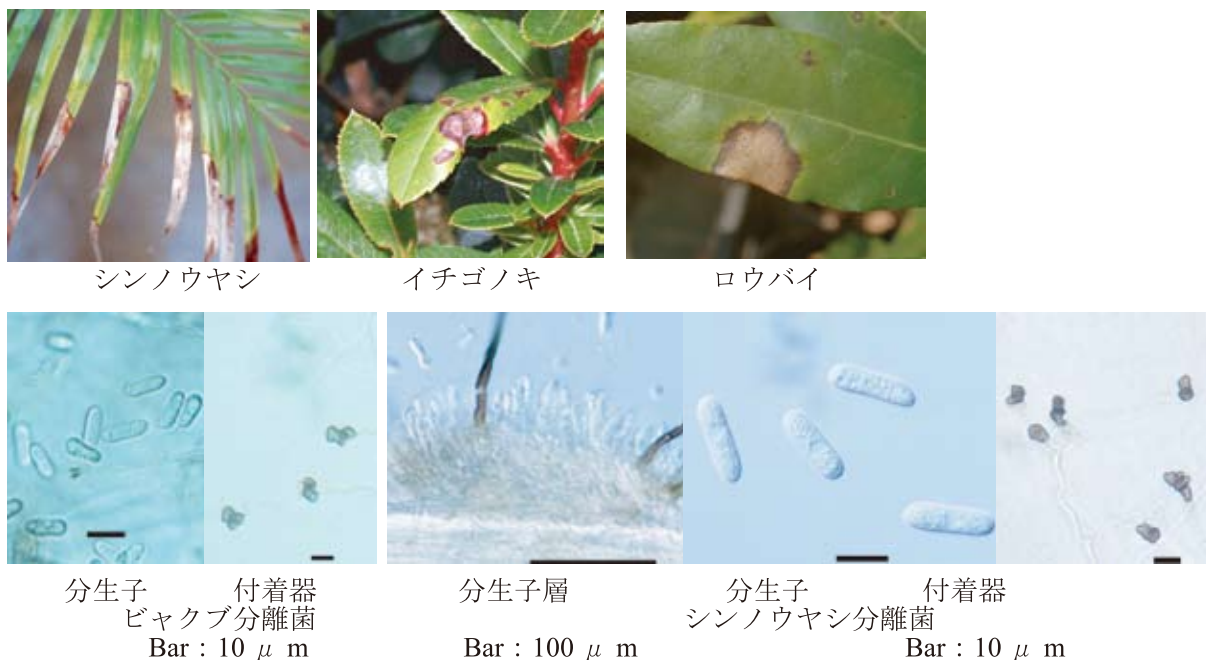 シンノウヤシ
イチゴノキ
ロウバイ
分生子 付着器 分生子層 分生子 付着器
ビャクブ分離菌 シンノウヤシ分離菌
Bar : 10 μ m Bar : 100 μ m Bar : 10 μ m